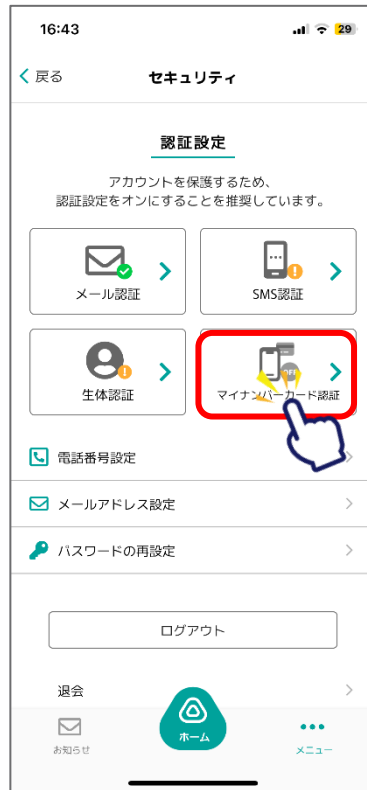 16:43
29
戻る
セキュリティ
認証設定
アカウントを保護するため、
認証設定をオンにすることを推奨しています。
メール認証
SMS認証
生体認証
OFF
マイナンバーカード認証
電話番号設定
メールアドレス設定
パスワードの再設定
ログアウト
退会
お知らせ
ホーム
メニュー